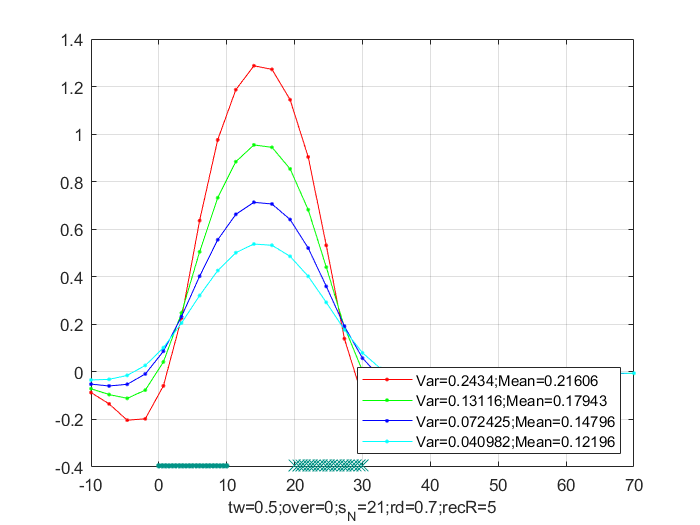 1.4
1.2
1
0.8
0.6
0.4
0.2
0
-0.2
-0.4
Var=0.2434;Mean=0.21606
Var=0.13116;Mean=0.17943
Var=0.072425;Mean=0.14796
Var=0.040982;Mean=0.12196
-10 0 10 20 30 40 50 60 70
tw=0.5;over=0;s_N=21;rd=0.7;recR=5